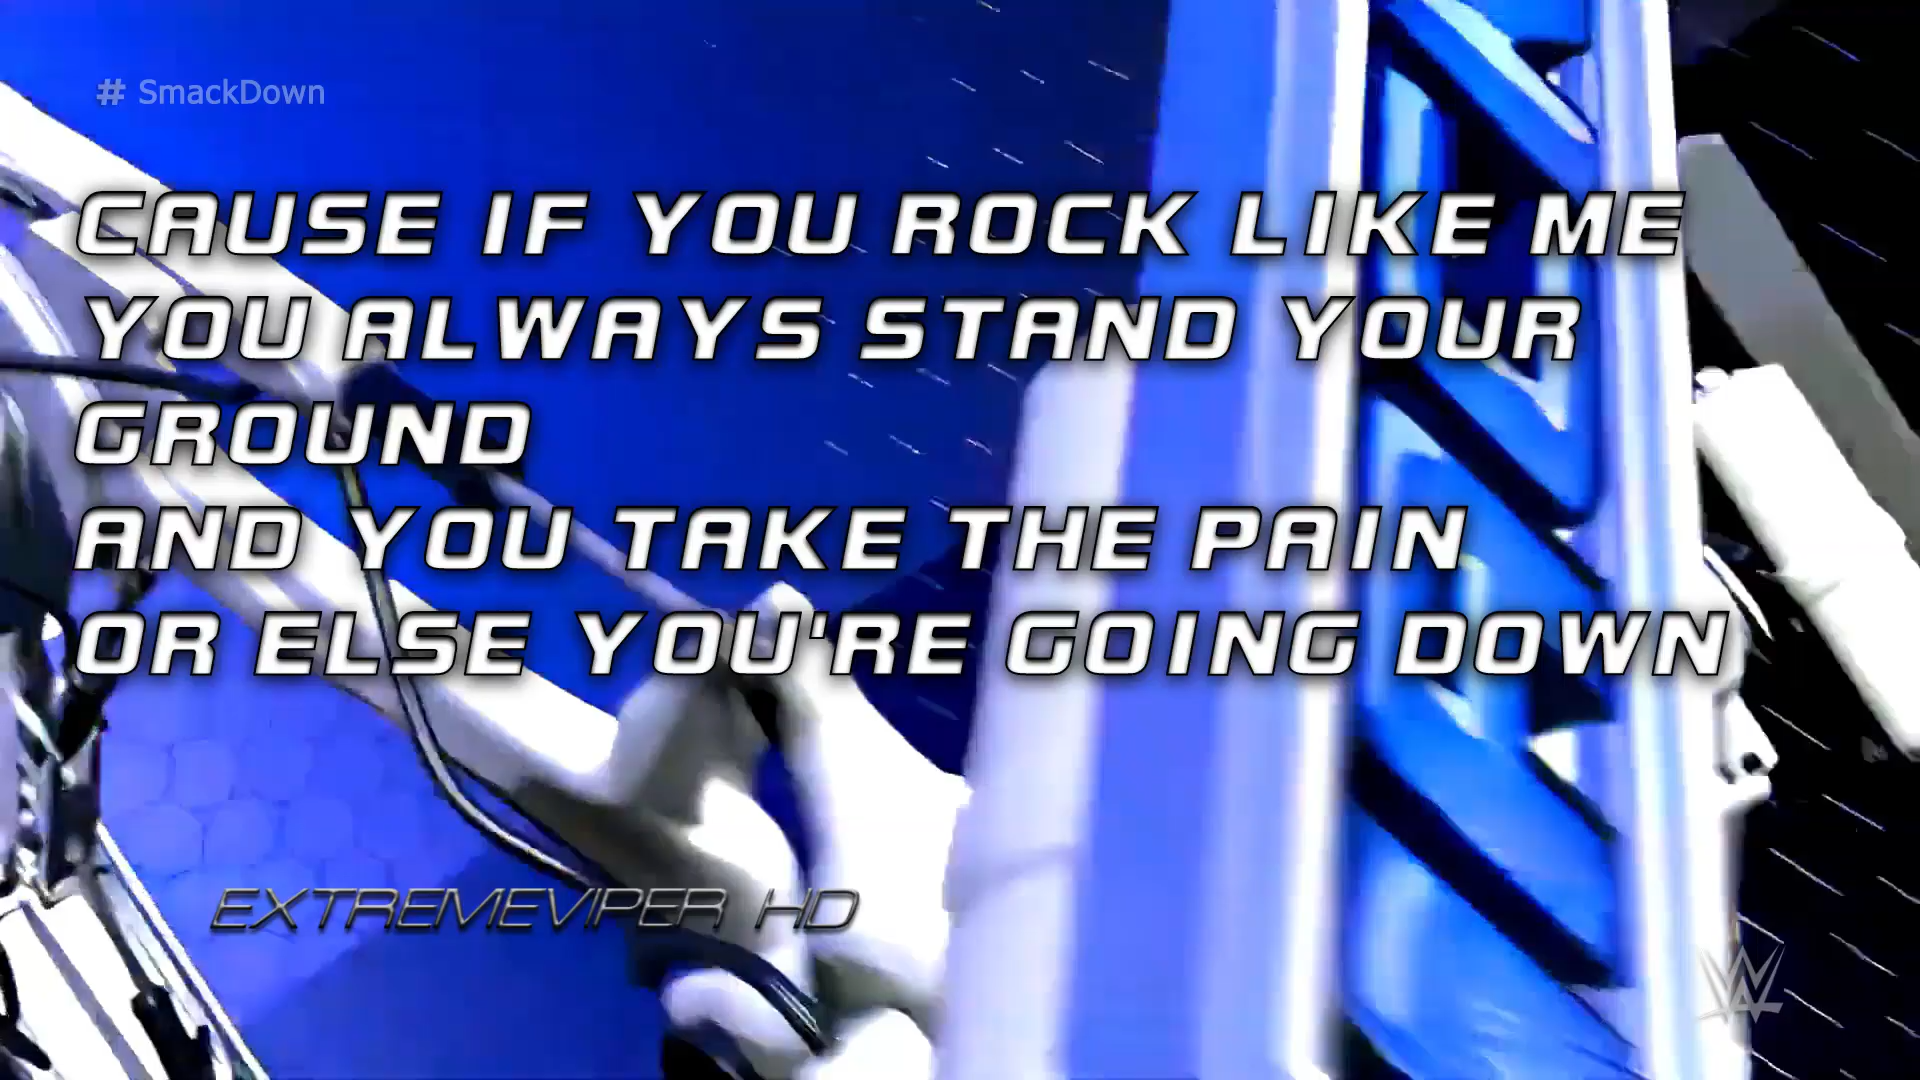 # SmackDown
CAUSE IF YOU ROCK LIKE ME
YOU ALWAYS STAND YOUR
GROUND
AND YOU TAKE THE PAIN
OR ELSE YOU'RE GOING DOWN
EXTREMEVIPER HD
W